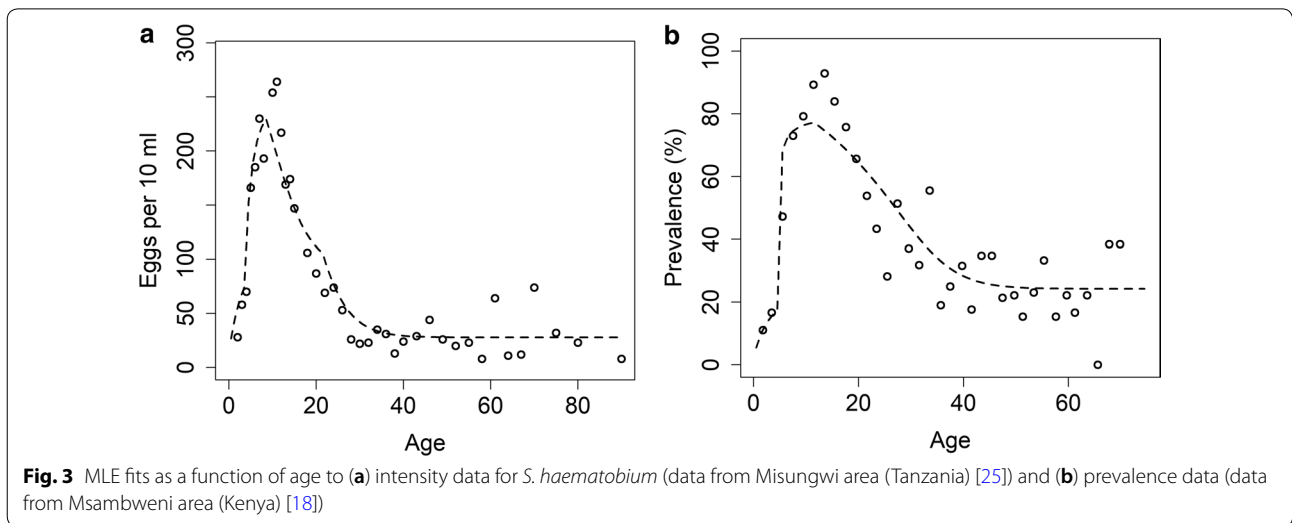 a
Eggs per 10 ml
300
200
100
50
0
0 20 40 60 80
Age
b
Prevalence (%)
100
80
60
40
20
0
0 20 40 60
Age
Fig. 3 MLE fits as a function of age to (a) intensity data for S. haematobium (data from Misungwi area (Tanzania) [25]) and (b) prevalence data (data
from Msambweni area (Kenya) [18])